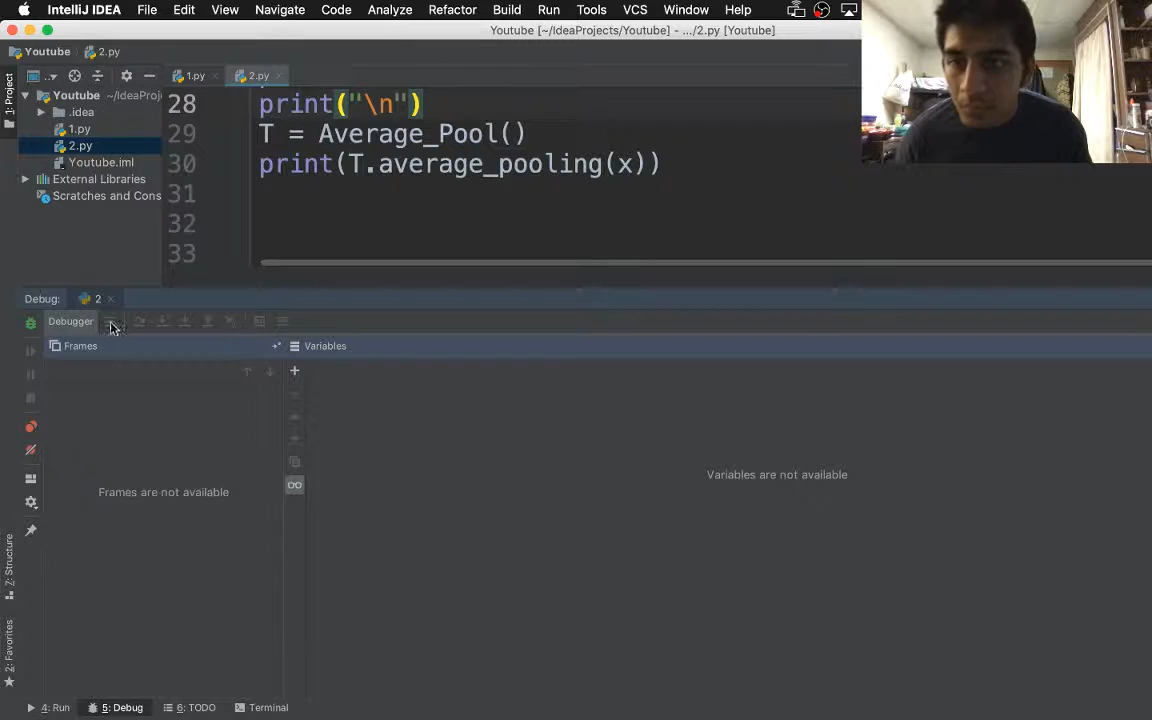 IntelliJ IDEA File Edit View Navigate Code Analyze Refactor Build Run Tools VCS Window Help
Youtube [~/IdeaProjects/Youtube] - .../2.py [Youtube]
Youtube 2.py
1: Project
1.py 2.py
Youtube ~/IdeaProj
.idea
1.py
2.py
Youtube.iml
External Libraries
Scratches and Cons
28 print("\n")
29 T = Average_Pool()
30 print(T.average_pooling(x))
31
32
33
Debug: 2
Debugger
Frames Variables
Frames are not available
Variables are not available
7: Structure
2: Favorites
4: Run 5: Debug 6: TODO Terminal